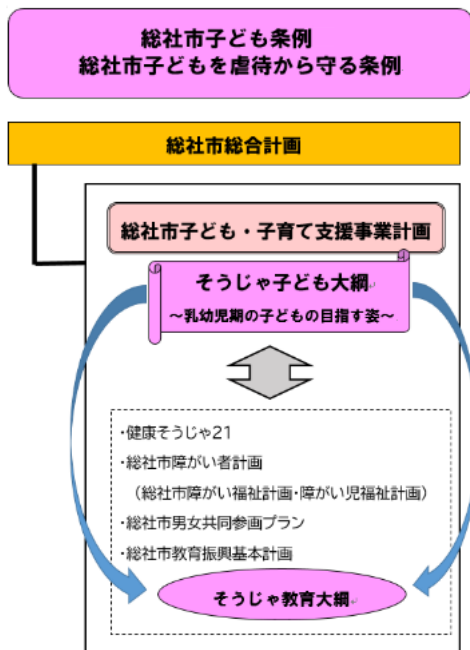 総社市子ども条例
総社市子どもを虐待から守る条例
総社市総合計画
総社市子ども・子育て支援事業計画
そうじゃ子ども大綱
～乳幼児期の子どもの目指す姿～
・健康そうじゃ21
・総社市障がい者計画
（総社市障がい福祉計画・障がい児福祉計画）
・総社市男女共同参画プラン
・総社市教育振興基本計画
そうじゃ教育大綱